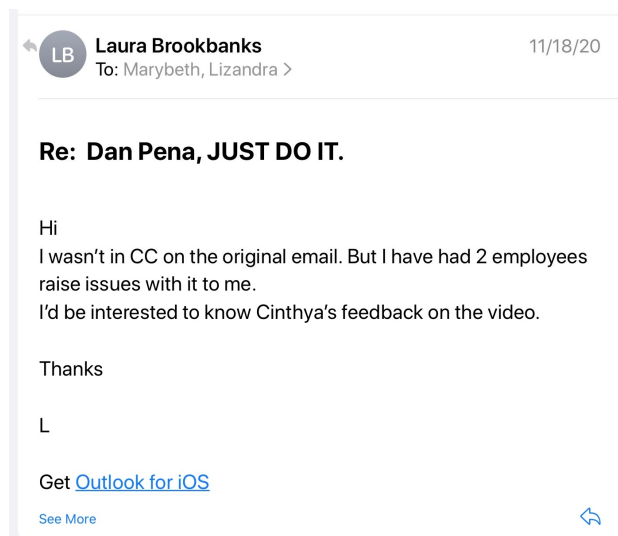 LB
Laura Brookbanks
11/18/20
To: Marybeth, Lizandra >
Re:  Dan Pena, JUST DO IT.
Hi
I wasn't in CC on the original email. But I have had 2 employees
raise issues with it to me.
I'd be interested to know Cinthya's feedback on the video.
Thanks
L
Get Outlook for iOS
See More